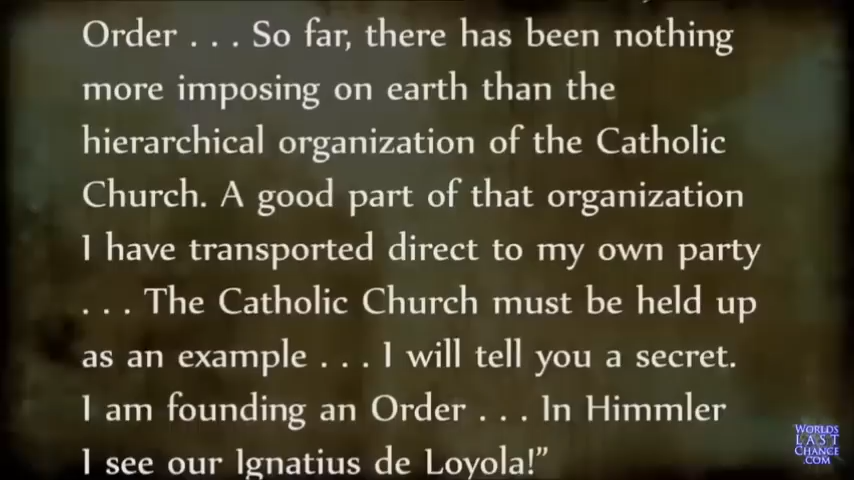 Order . . . So far, there has been nothing
more imposing on earth than the
hierarchical organization of the Catholic
Church. A good part of that organization
I have transported direct to my own party
. . . The Catholic Church must be held up
as an example . . . I will tell you a secret.
I am founding an Order . . . In Himmler
I see our Ignatius de Loyola!”
WORLDS
LAST
CHANCE
.COM